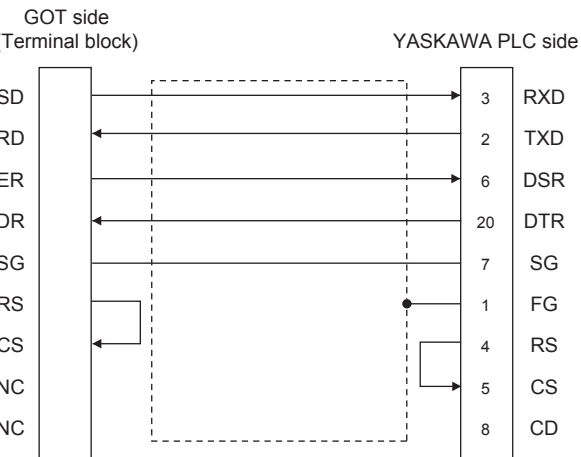 GOT side
(Terminal block)
YASKAWA PLC side
SD 3 RXD
RD 2 TXD
ER 6 DSR
DR 20 DTR
SG 7 SG
RS 1 FG
CS 4 RS
NC 5 CS
NC 8 CD